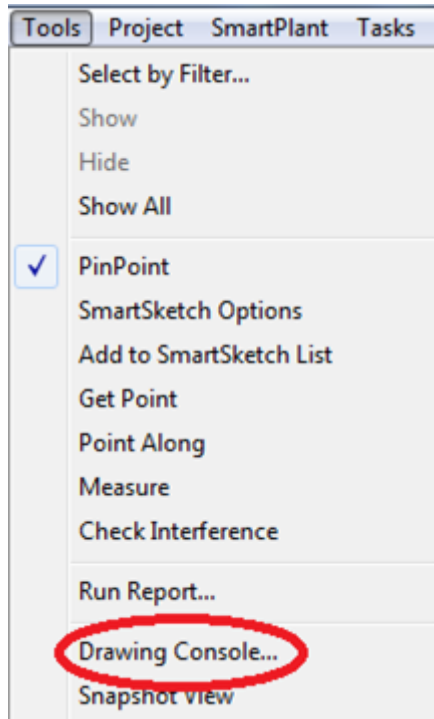 Tools Project SmartPlant Tasks
Select by Filter...
Show
Hide
Show All
PinPoint
SmartSketch Options
Add to SmartSketch List
Get Point
Point Along
Measure
Check Interference
Run Report...
Drawing Console...
Snapshot View